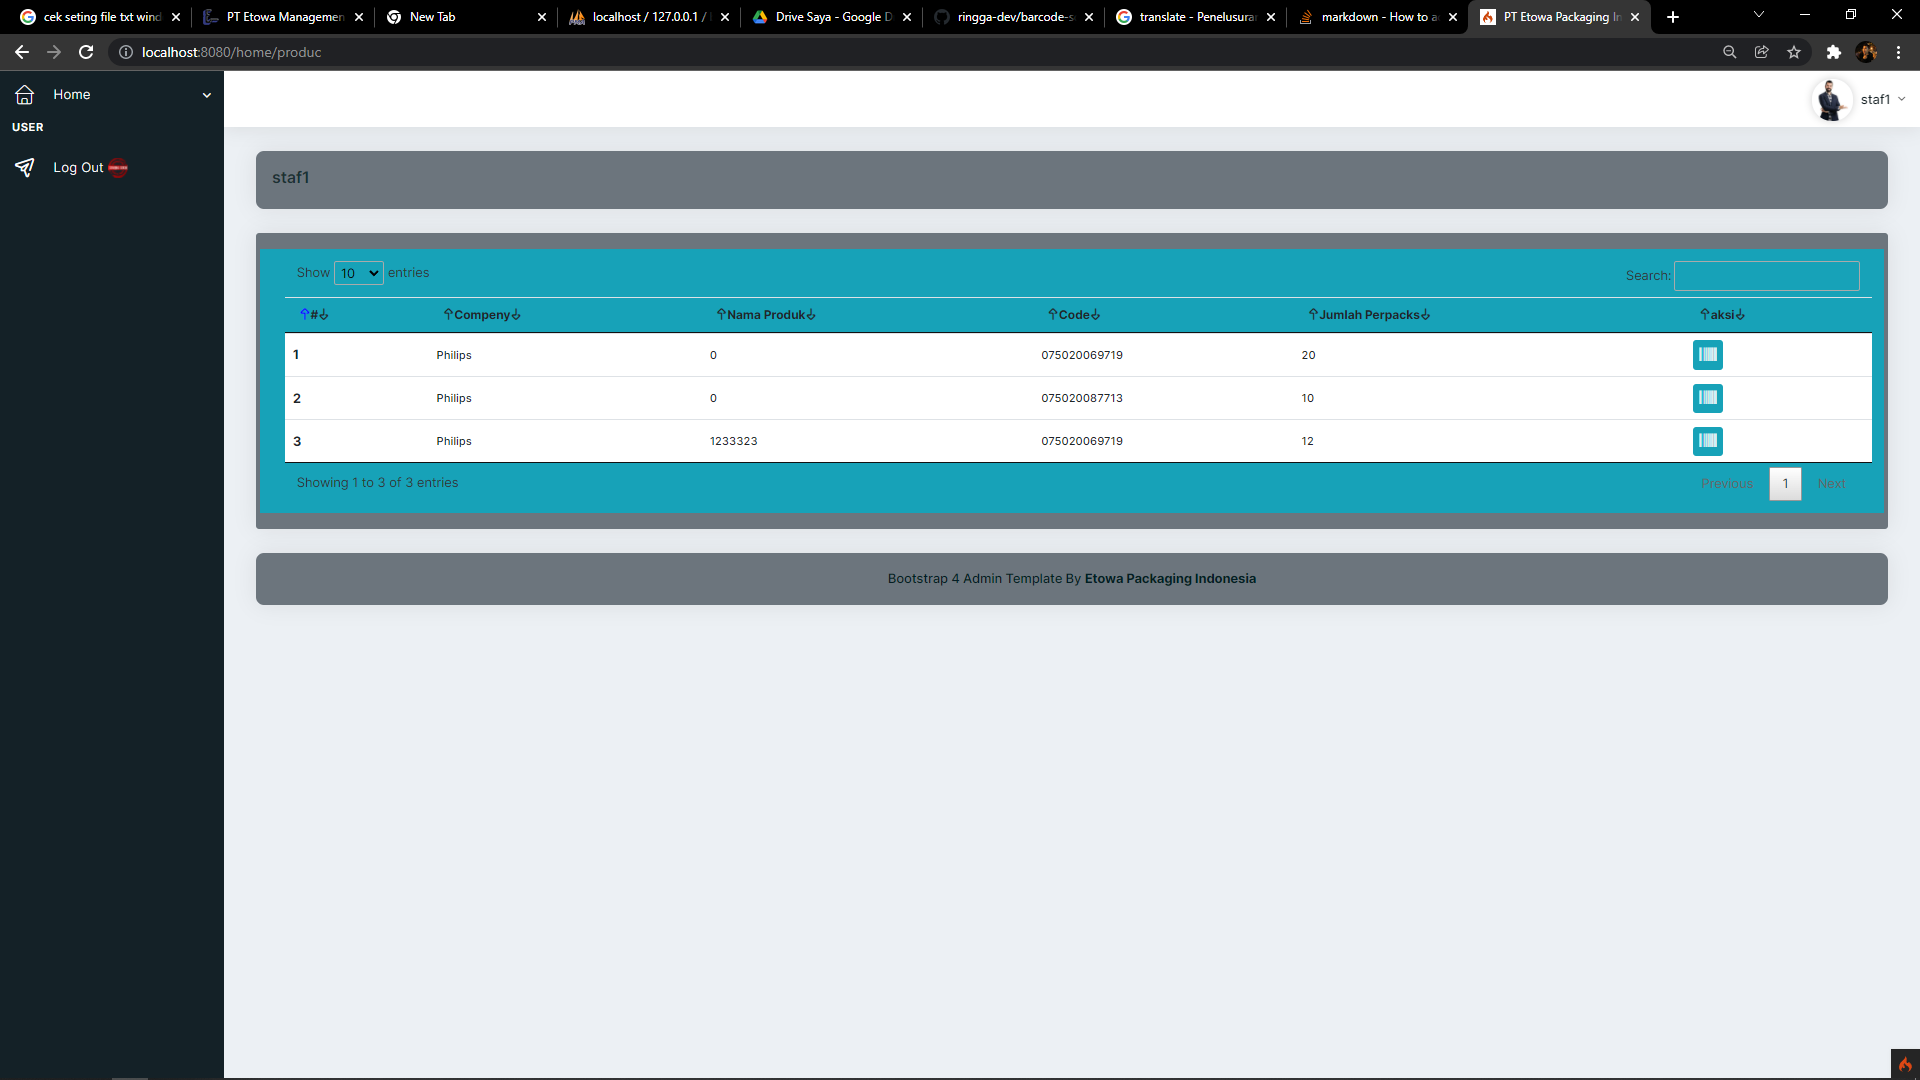 cek seting file txt wind
PT Etowa Managemen
New Tab
localhost / 127.0.0.1 /
Drive Saya - Google D
ringga-dev/barcode-s
translate - Penelusura
markdown - How to a
PT Etowa Packaging In
localhost:8080/home/produc
Home
staf1
USER
Log Out
staf1
Show 10 entries
Search:
# Compeny Nama Produk Code Jumlah Perpacks aksi
1 Philips 0 075020069719 20
2 Philips 0 075020087713 10
3 Philips 1233323 075020069719 12
Showing 1 to 3 of 3 entries
Previous 1 Next
Bootstrap 4 Admin Template By Etowa Packaging Indonesia